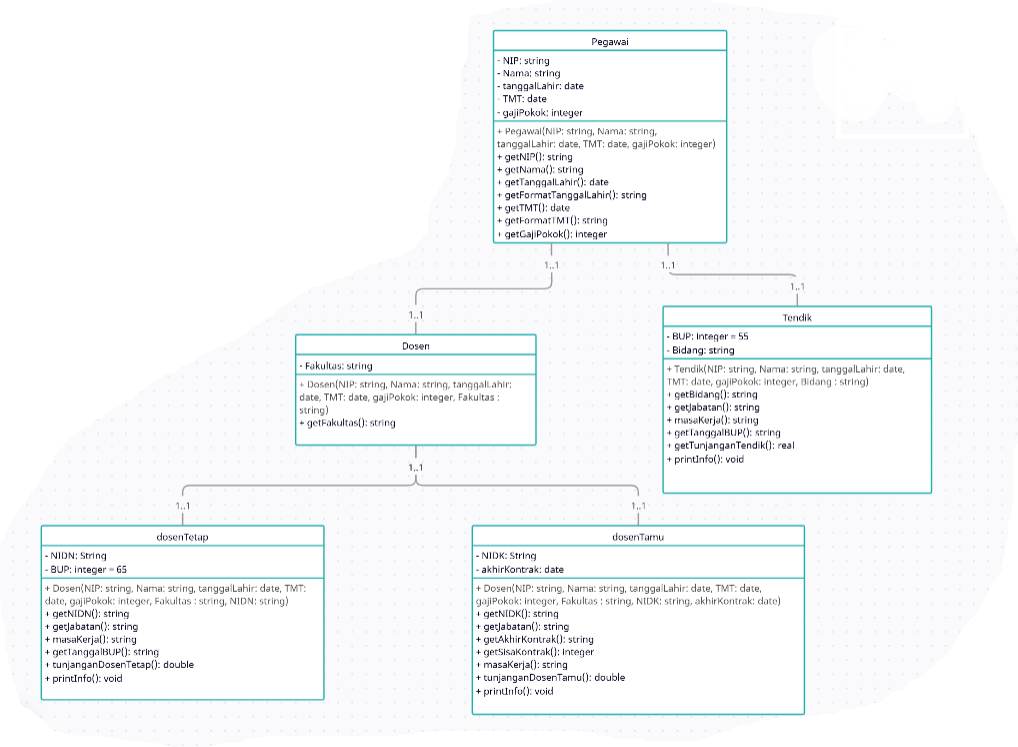 Pegawai
- NIP: string
- Nama: string
- tanggalLahir: date
- TMT: date
- gajiPokok: integer
+ Pegawai(NIP: string, Nama: string,
tanggalLahir: date, TMT: date, gajiPokok: integer)
+ getNIP(): string
+ getNama(): string
+ getTanggalLahir(): date
+ getFormatTanggalLahir(): string
+ getTMT(): date
+ getFormatTMT(): string
+ getGajiPokok(): integer
1..1
1..1
1..1
1..1
Dosen
- Fakultas: string
+ Dosen(NIP: string, Nama: string, tanggalLahir:
date, TMT: date, gajiPokok: integer, Fakultas :
string)
+ getFakultas(): string
Tendik
- BUP: integer = 55
- Bidang: string
+ Tendik(NIP: string, Nama: string, tanggalLahir: date,
TMT: date, gajiPokok: integer, Bidang : string)
+ getBidang(): string
+ getJabatan(): string
+ masaKerja(): string
+ getTanggalBUP(): string
+ getTunjanganTendik(): real
+ printInfo(): void
1..1
1..1
1..1
dosenTetap
- NIDN: String
- BUP: integer = 65
+ Dosen(NIP: string, Nama: string, tanggalLahir: date, TMT:
date, gajiPokok: integer, Fakultas : string, NIDN: string)
+ getNIDN(): string
+ getJabatan(): string
+ masaKerja(): string
+ getTanggalBUP(): string
+ tunjanganDosenTetap(): double
+ printInfo(): void
dosenTamu
- NIDK: String
- akhirKontrak: date
+ Dosen(NIP: string, Nama: string, tanggalLahir: date, TMT: date,
gajiPokok: integer, Fakultas : string, NIDK: string, akhirKontrak: date)
+ getNIDK(): string
+ getJabatan(): string
+ getAkhirKontrak(): string
+ getSisaKontrak(): integer
+ masaKerja(): string
+ tunjanganDosenTamu(): double
+ printInfo(): void